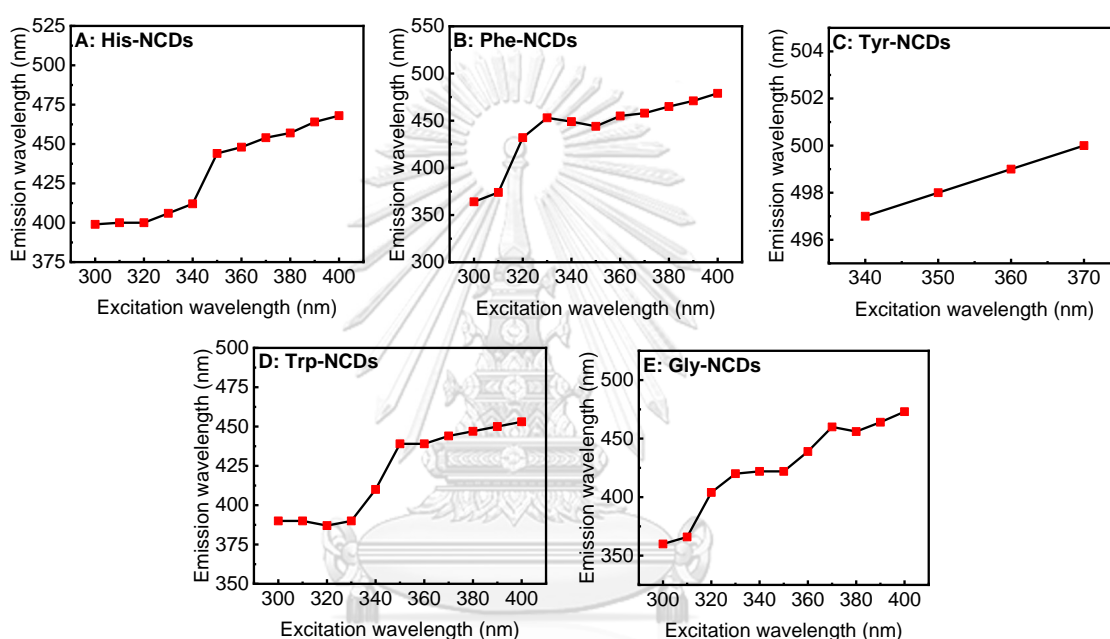 A: His-NCDs
525
500
475
450
425
400
375
300 320 340 360 380 400
Emission wavelength (nm)
Excitation wavelength (nm)
B: Phe-NCDs
550
500
450
400
350
300
300 320 340 360 380 400
Emission wavelength (nm)
Excitation wavelength (nm)
C: Tyr-NCDs
504
502
500
498
496
340 350 360 370
Emission wavelength (nm)
Excitation wavelength (nm)
D: Trp-NCDs
500
475
450
425
390
375
350
300 320 340 360 380 400
Emission wavelength (nm)
Excitation wavelength (nm)
E: Gly-NCDs
500
450
400
350
300 320 340 360 380 400
Emission wavelength (nm)
Excitation wavelength (nm)